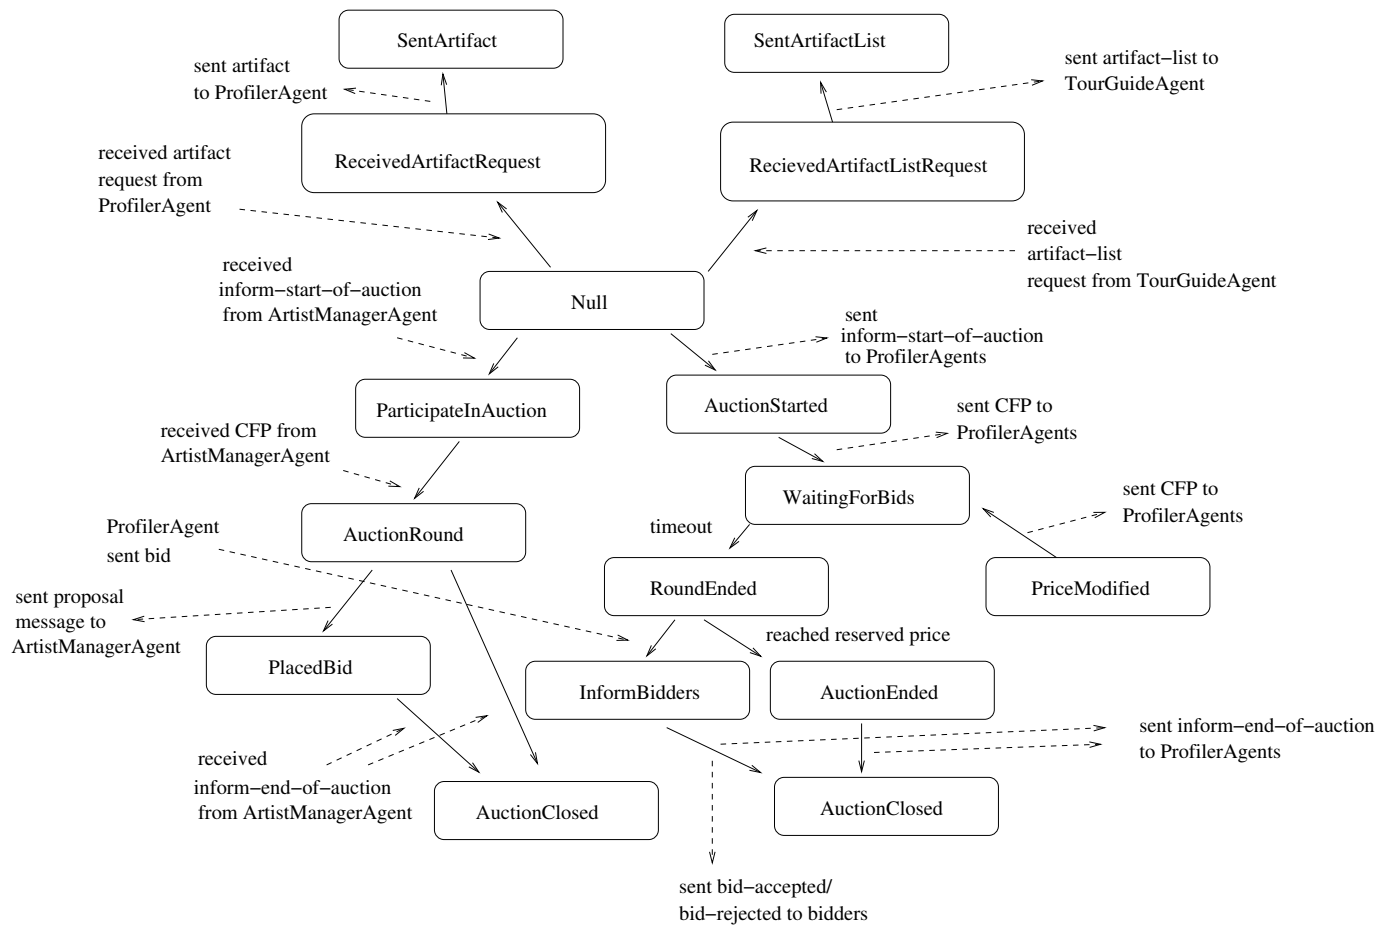 SentArtifact
SentArtifactList
sent artifact
to ProfilerAgent
sent artifact−list to
TourGuideAgent
ReceivedArtifactRequest
RecievedArtifactListRequest
received artifact
request from
ProfilerAgent
received
artifact−list
request from TourGuideAgent
received
inform−start−of−auction
from ArtistManagerAgent
Null
sent
inform−start−of−auction
to ProfilerAgents
ParticipateInAuction
AuctionStarted
sent CFP to
ProfilerAgents
received CFP from
ArtistManagerAgent
WaitingForBids
sent CFP to
ProfilerAgents
AuctionRound
ProfilerAgent
sent bid
timeout
RoundEnded
PriceModified
sent proposal
message to
ArtistManagerAgent
reached reserved price
PlacedBid
InformBidders
AuctionEnded
sent inform−end−of−auction
to ProfilerAgents
received
inform−end−of−auction
from ArtistManagerAgent
AuctionClosed
AuctionClosed
sent bid−accepted/
bid−rejected to bidders